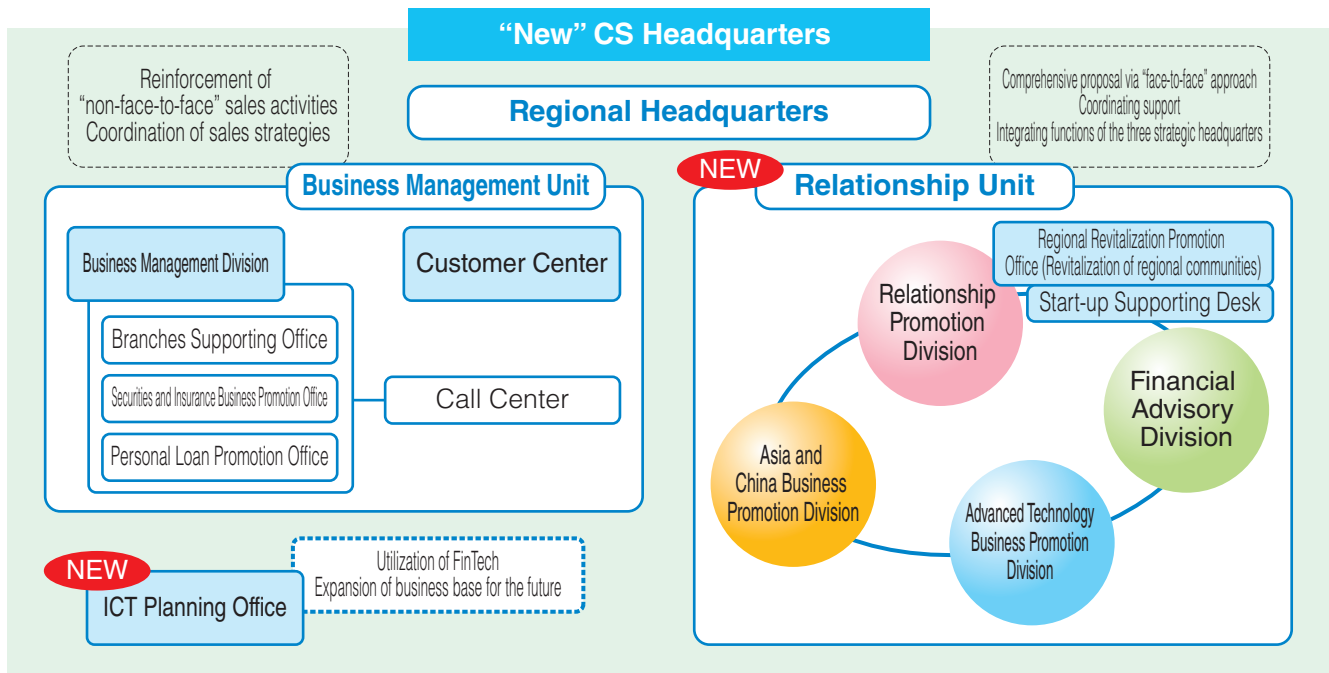 “New” CS Headquarters
Reinforcement of
“non-face-to-face” sales activities
Coordination of sales strategies
Regional Headquarters
Comprehensive proposal via “face-to-face” approach
Coordinating support
Integrating functions of the three strategic headquarters
Business Management Unit
Business Management Division
Customer Center
Branches Supporting Office
Securities and Insurance Business Promotion Office
Personal Loan Promotion Office
Call Center
NEW
Relationship Unit
Regional Revitalization Promotion
Office (Revitalization of regional communities)
Start-up Supporting Desk
Relationship
Promotion
Division
Financial
Advisory
Division
Asia and
China Business
Promotion Division
Advanced Technology
Business Promotion
Division
NEW
ICT Planning Office
Utilization of FinTech
Expansion of business base for the future